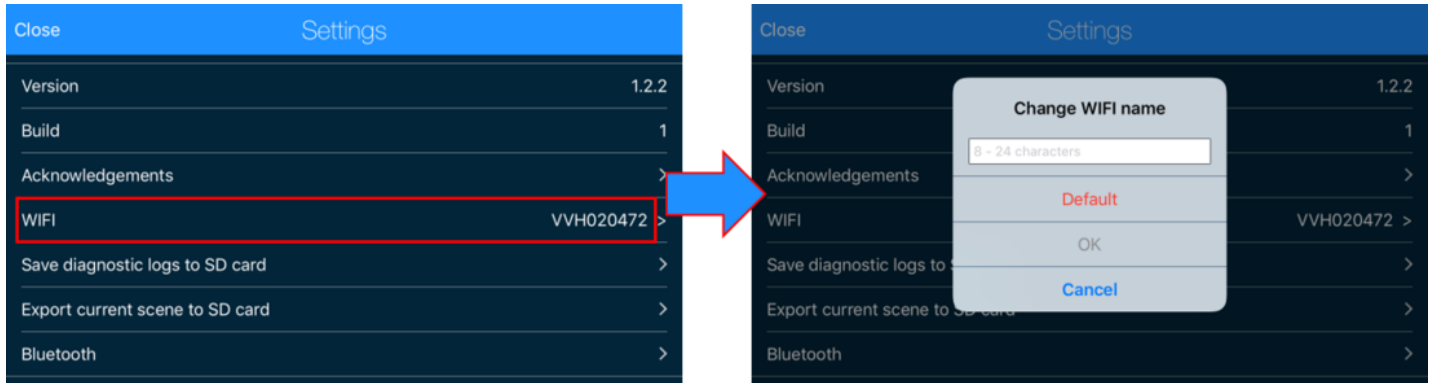 Close Settings
Version 1.2.2
Build 1
Acknowledgements >
WIFI VVH020472 >
Save diagnostic logs to SD card >
Export current scene to SD card >
Bluetooth >
Close Settings
Version 1.2.2
Build 1
Acknowledgements >
WIFI VVH020472 >
Save diagnostic logs to S >
Export current scene to SD card >
Bluetooth >
Change WIFI name
8 - 24 characters
Default
OK
Cancel